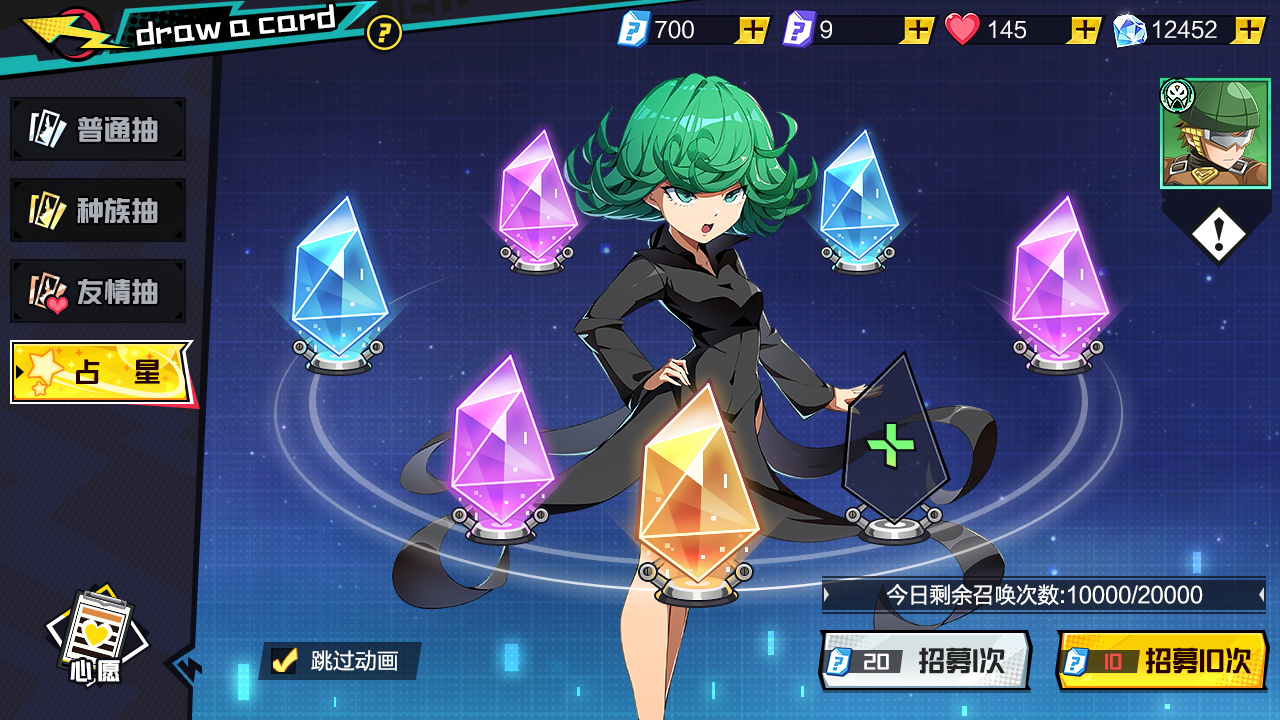 draw a card
?
700
9
145
12452
普通抽
种族抽
友情抽
占 星
心愿
跳过动画
今日剩余召唤次数:10000/20000
20 招募1次
10 招募10次